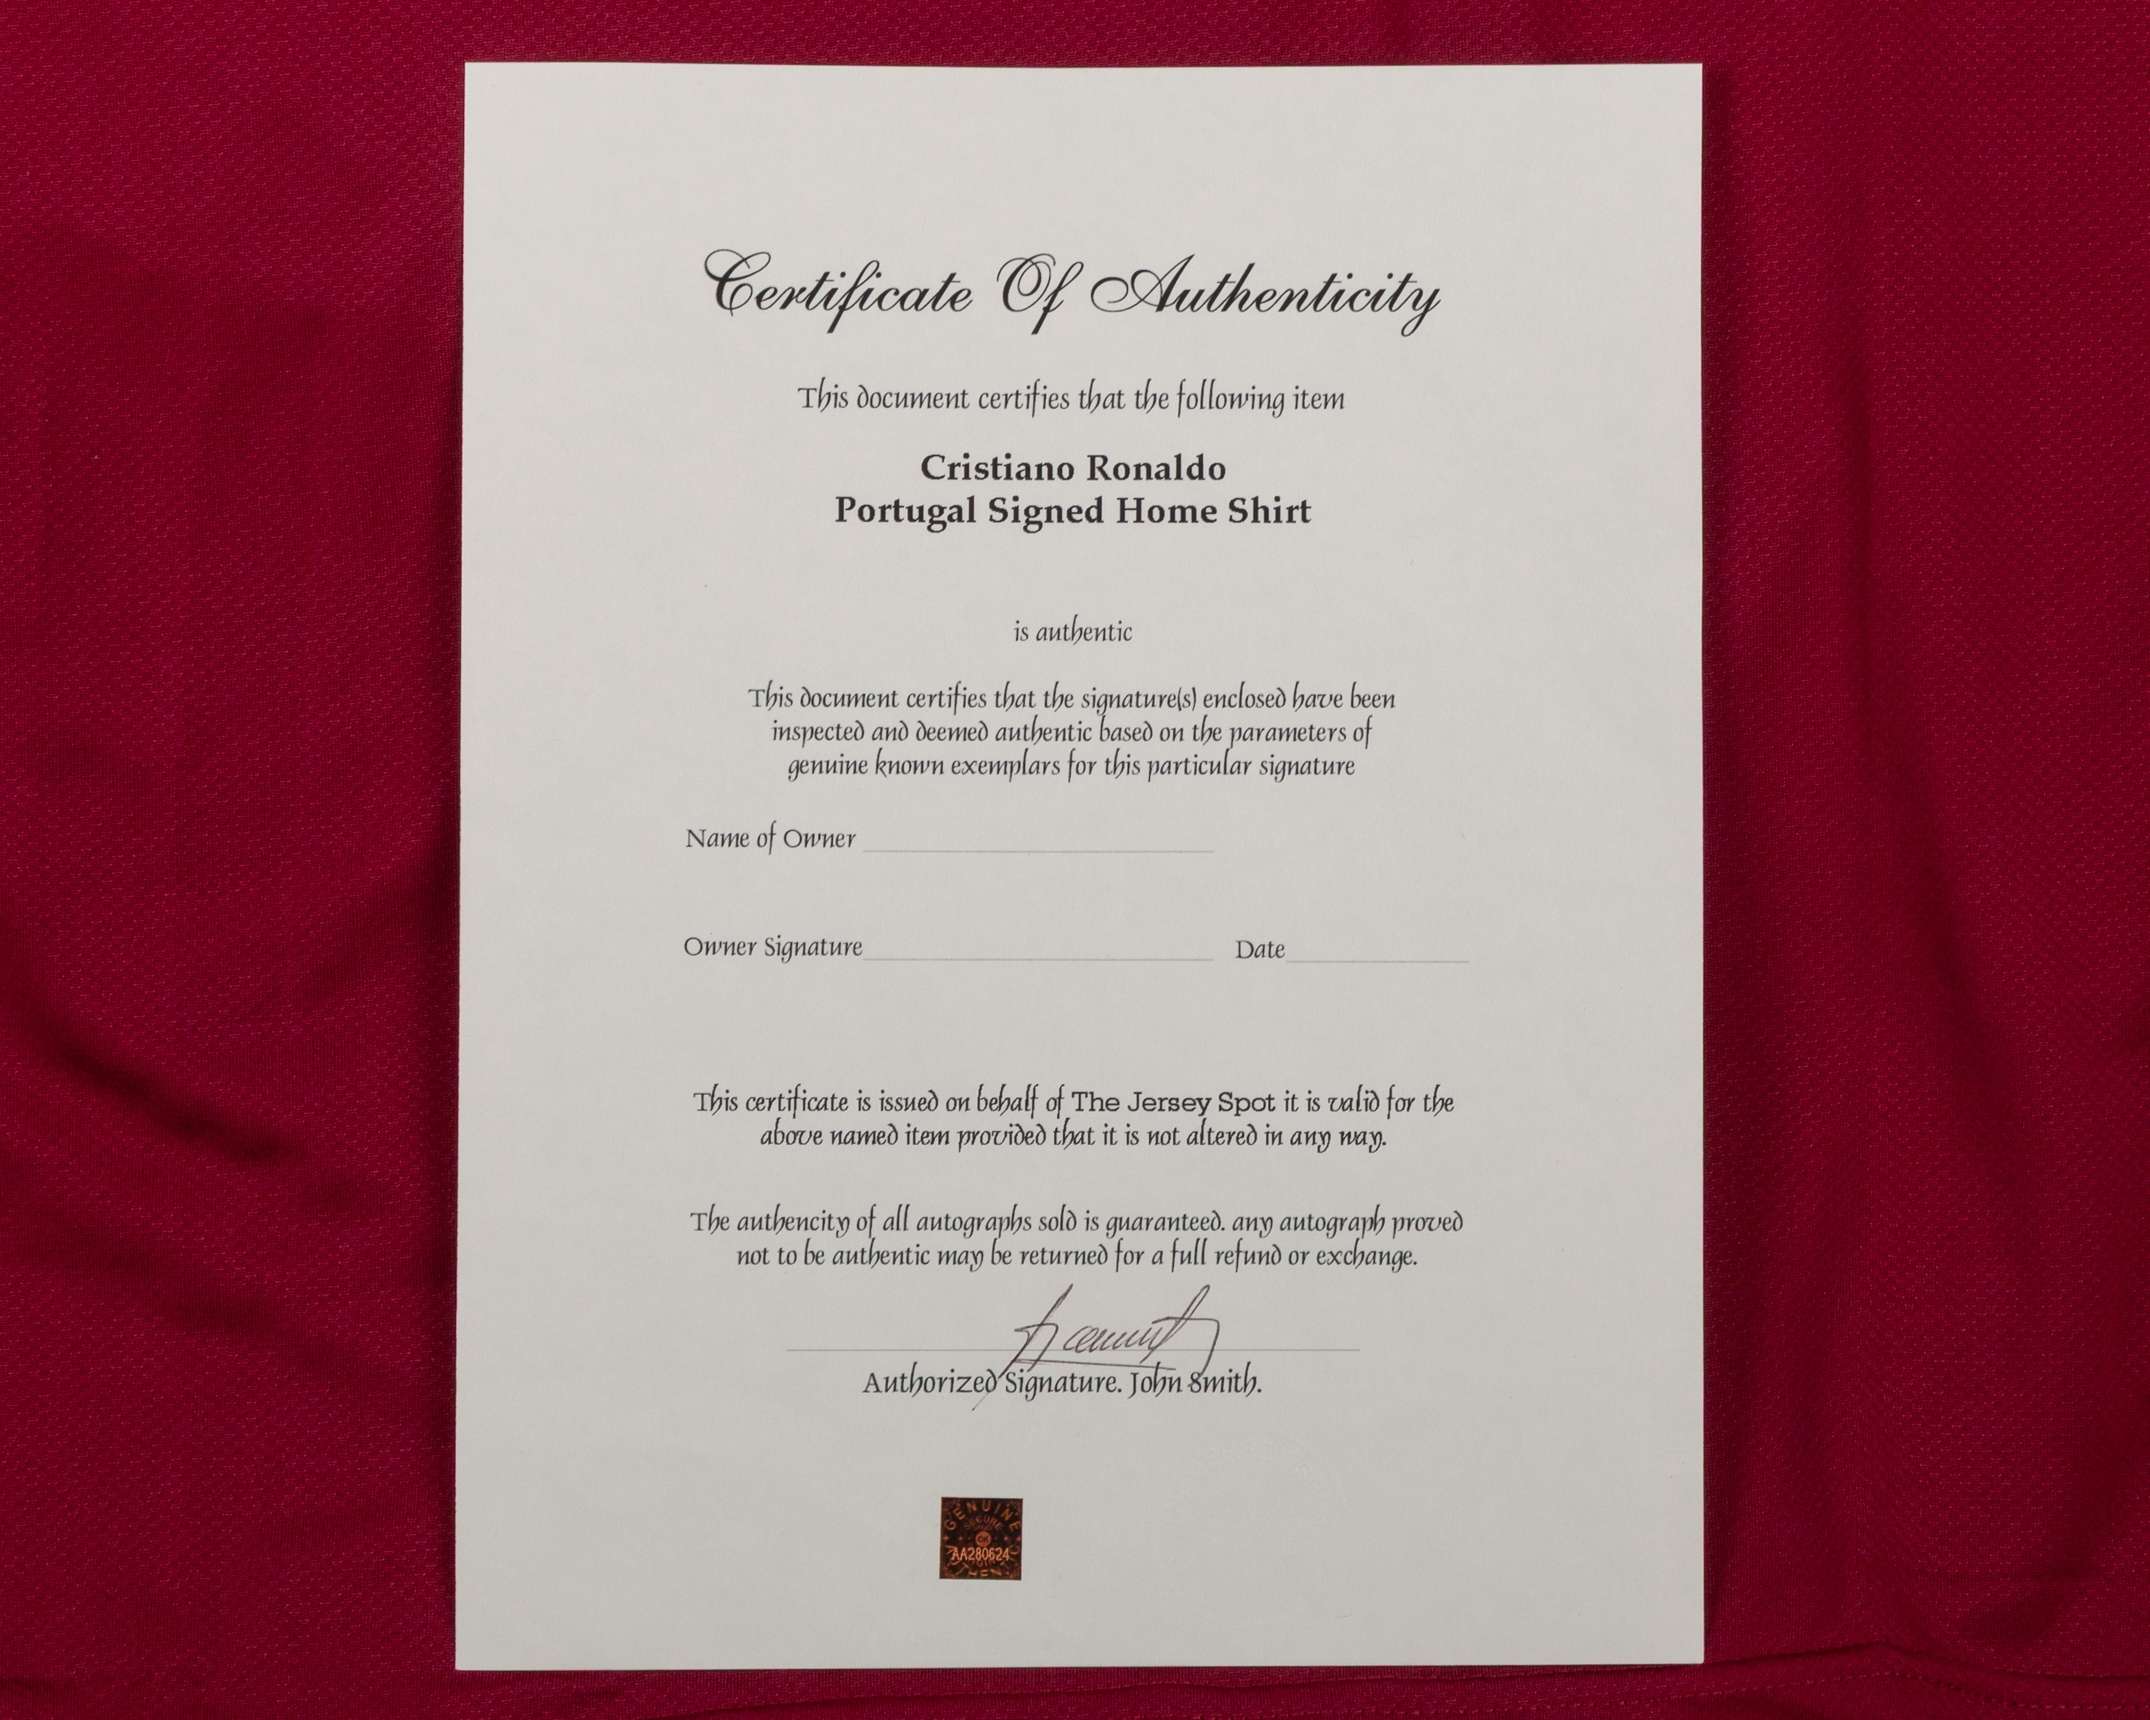 Certificate Of Authenticity
This document certifies that the following item
Cristiano Ronaldo
Portugal Signed Home Shirt
is authentic
This document certifies that the signature(s) enclosed have been
inspected and deemed authentic based on the parameters of
genuine known exemplars for this particular signature
Name of Owner
Owner Signature Date
This certificate is issued on behalf of The Jersey Spot it is valid for the
above named item provided that it is not altered in any way.
The authencity of all autographs sold is guaranteed. any autograph proved
not to be authentic may be returned for a full refund or exchange.
Authorized Signature. John Smith.
GENUINE
SECURE
OK
AA280624